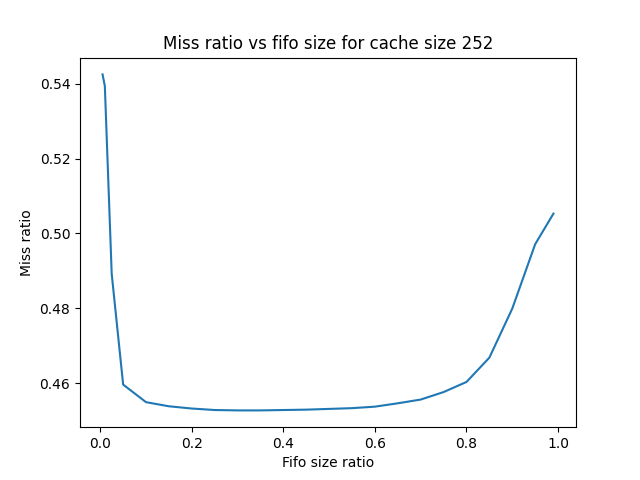 Miss ratio vs fifo size for cache size 252
0.54
0.52
0.50
0.48
0.46
Miss ratio
0.0 0.2 0.4 0.6 0.8 1.0
Fifo size ratio